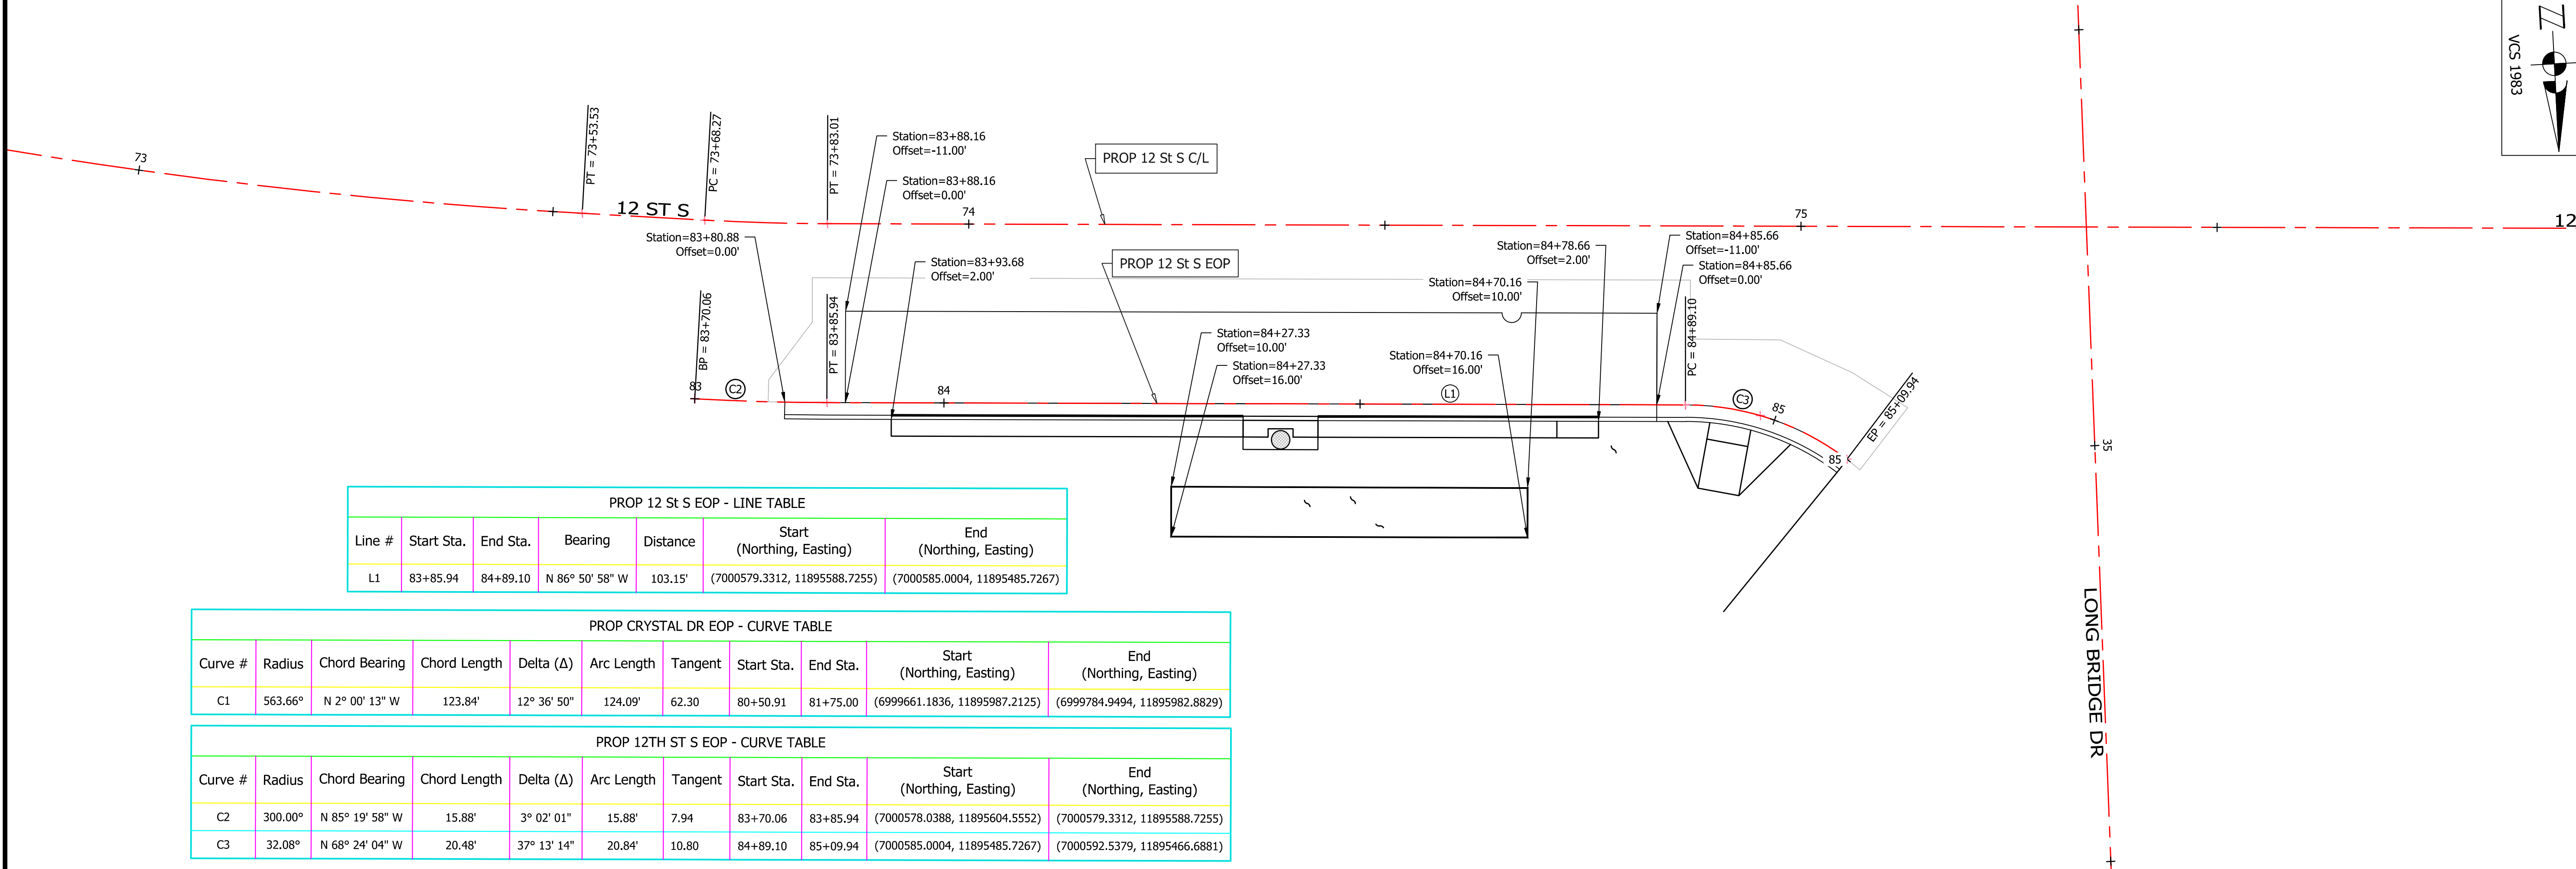 VCS 1983
73
PT = 73+53.53
PC = 73+68.27
PT = 73+83.01
12 ST S
Station=83+88.16
Offset=-11.00'
Station=83+88.16
Offset=0.00'
74
PROP 12 St S C/L
75
12
Station=83+80.88
Offset=0.00'
Station=83+93.68
Offset=2.00'
PROP 12 St S EOP
Station=84+78.66
Offset=2.00'
Station=84+70.16
Offset=10.00'
Station=84+85.66
Offset=-11.00'
Station=84+85.66
Offset=0.00'
BP = 83+70.06
PT = 83+85.94
Station=84+27.33
Offset=10.00'
Station=84+27.33
Offset=16.00'
Station=84+70.16
Offset=16.00'
PC = 84+89.10
83
C2
84
L1
C3
85
EP = 85+09.94
85
35
LONG BRIDGE DR
PROP 12 St S EOP - LINE TABLE
Line # Start Sta. End Sta. Bearing Distance Start (Northing, Easting) End (Northing, Easting)
L1 83+85.94 84+89.10 N 86° 50' 58" W 103.15' (7000579.3312, 11895588.7255) (7000585.0004, 11895485.7267)
PROP CRYSTAL DR EOP - CURVE TABLE
Curve # Radius Chord Bearing Chord Length Delta (Δ) Arc Length Tangent Start Sta. End Sta. Start (Northing, Easting) End (Northing, Easting)
C1 563.66° N 2° 00' 13" W 123.84' 12° 36' 50" 124.09' 62.30 80+50.91 81+75.00 (6999661.1836, 11895987.2125) (6999784.9494, 11895982.8829)
PROP 12TH ST S EOP - CURVE TABLE
Curve # Radius Chord Bearing Chord Length Delta (Δ) Arc Length Tangent Start Sta. End Sta. Start (Northing, Easting) End (Northing, Easting)
C2 300.00° N 85° 19' 58" W 15.88' 3° 02' 01" 15.88' 7.94 83+70.06 83+85.94 (7000578.0388, 11895604.5552) (7000579.3312, 11895588.7255)
C3 32.08° N 68° 24' 04" W 20.48' 37° 13' 14" 20.84' 10.80 84+89.10 85+09.94 (7000585.0004, 11895485.7267) (7000592.5379, 11895466.6881)